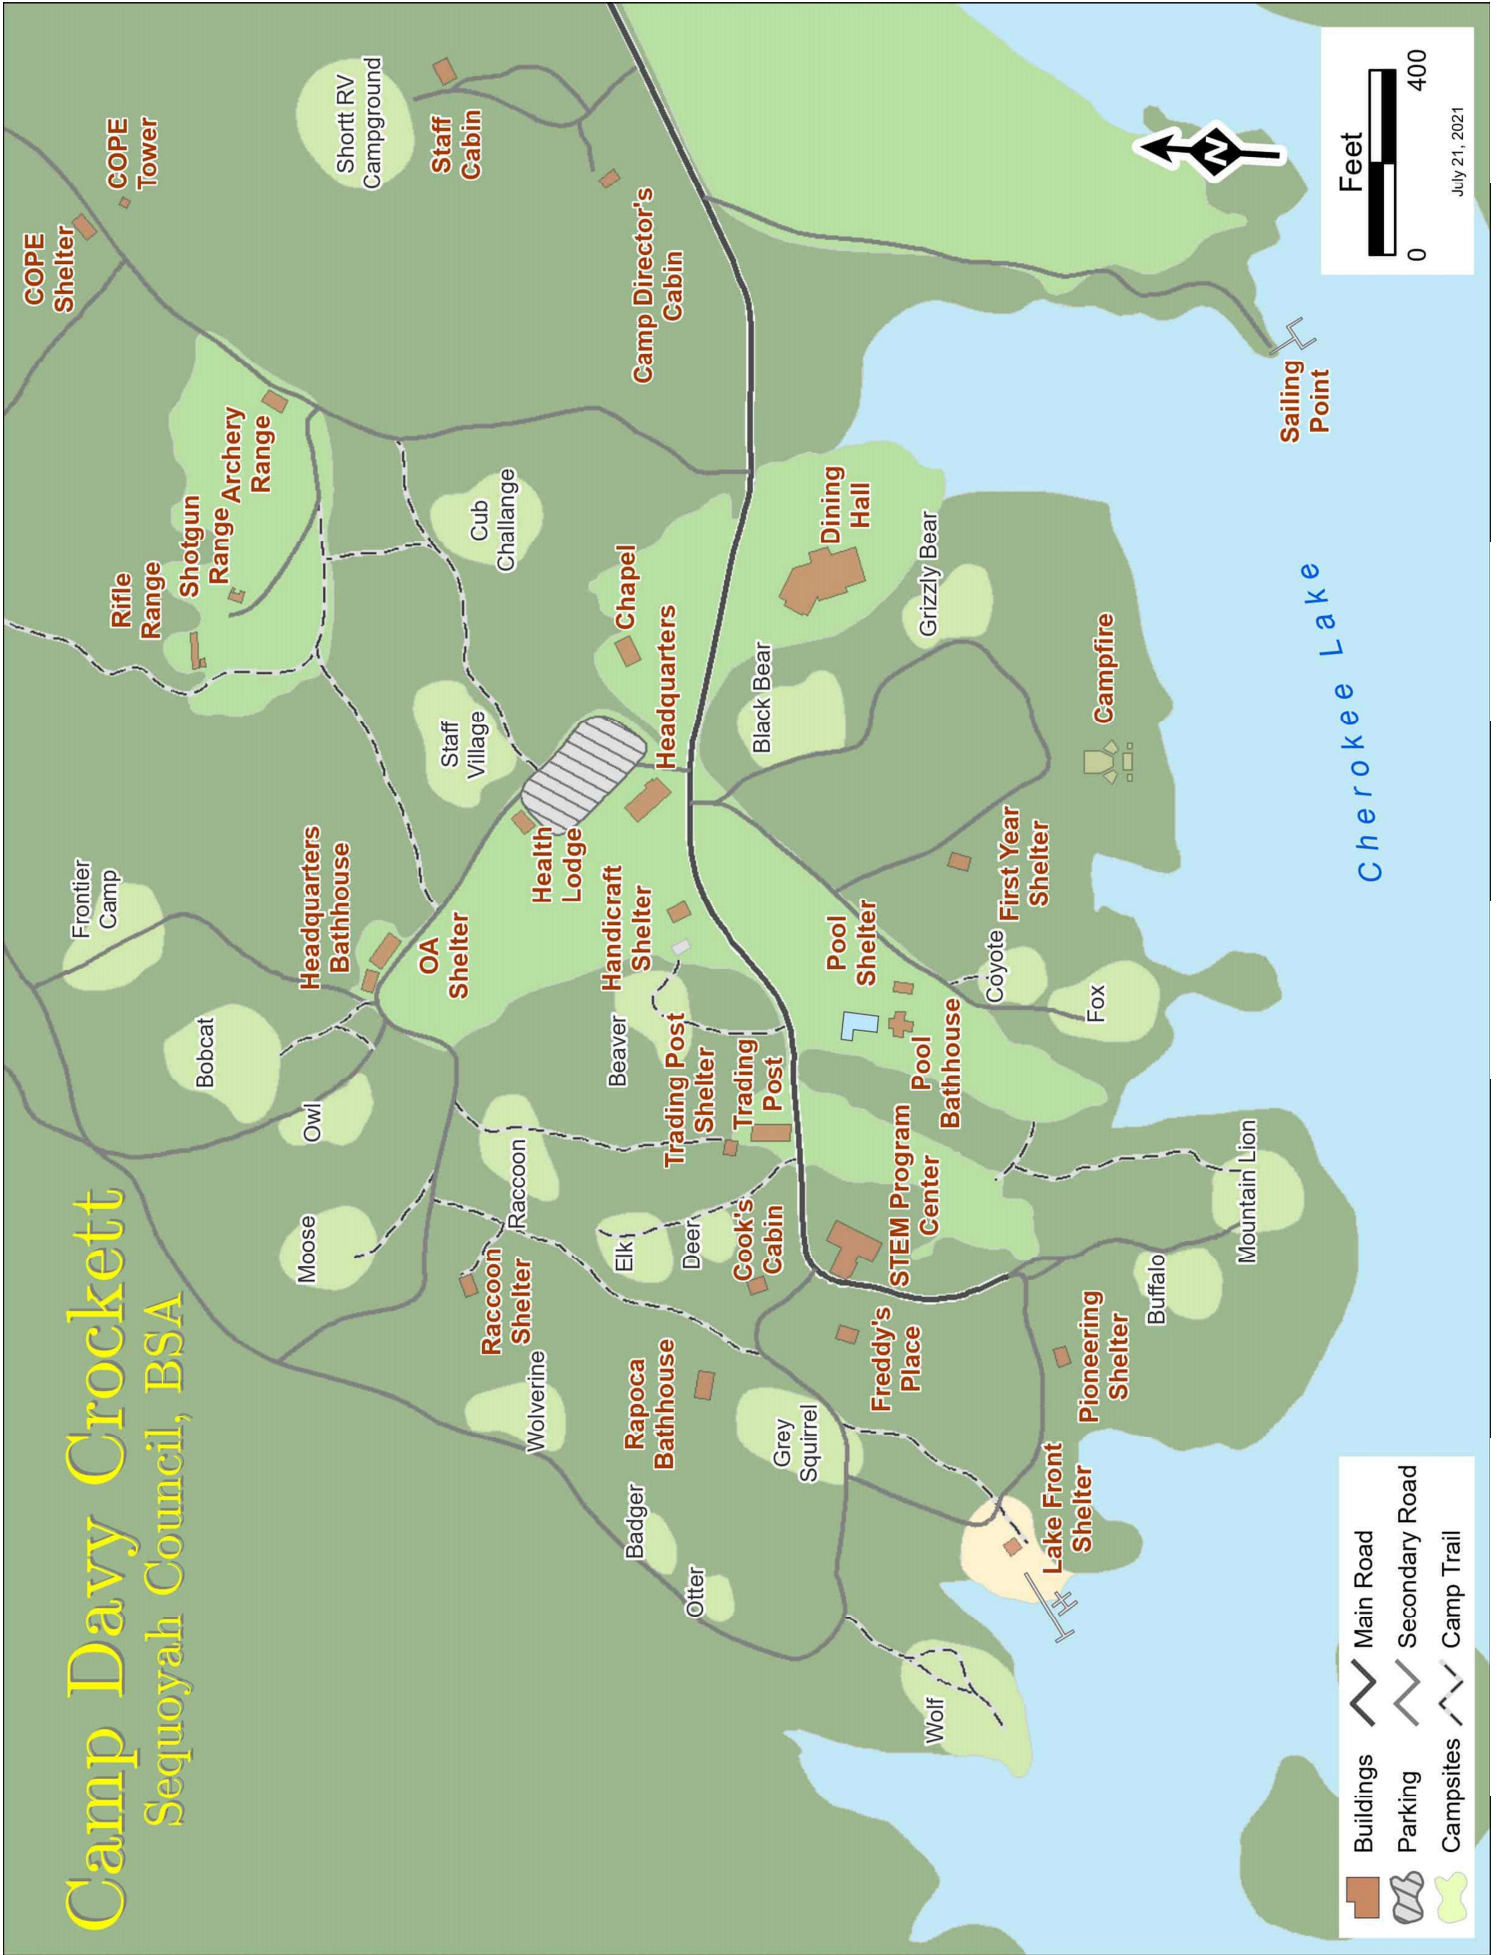 Camp Davy Crockett
Sequoyah Council, BSA
COPE
Shelter
COPE
Tower
Shortt RV
Campground
Staff
Cabin
Camp Director's
Cabin
Rifle
Range
Shotgun
Range
Archery
Range
Cub
Challange
Chapel
Headquarters
Staff
Village
Dining
Hall
Grizzly Bear
Black Bear
Campfire
Sailing
Point
Frontier
Camp
Headquarters
Bathhouse
Health
Lodge
OA
Shelter
Handicraft
Shelter
First Year
Shelter
Pool
Shelter
Coyote
Fox
Bobcat
Owl
Beaver
Trading Post
Shelter
Trading
Post
Pool
Bathhouse
Moose
Raccoon
Raccoon
Shelter
Elk
Deer
Cook's
Cabin
STEM Program
Center
Mountain Lion
Buffalo
Wolverine
Rapoca
Bathhouse
Freddy's
Place
Pioneering
Shelter
Grey
Squirrel
Badger
Otter
Lake Front
Shelter
Wolf
Cherokee Lake
Buildings
Parking
Campsites
Main Road
Secondary Road
Camp Trail
N
Feet
0 400
July 21, 2021